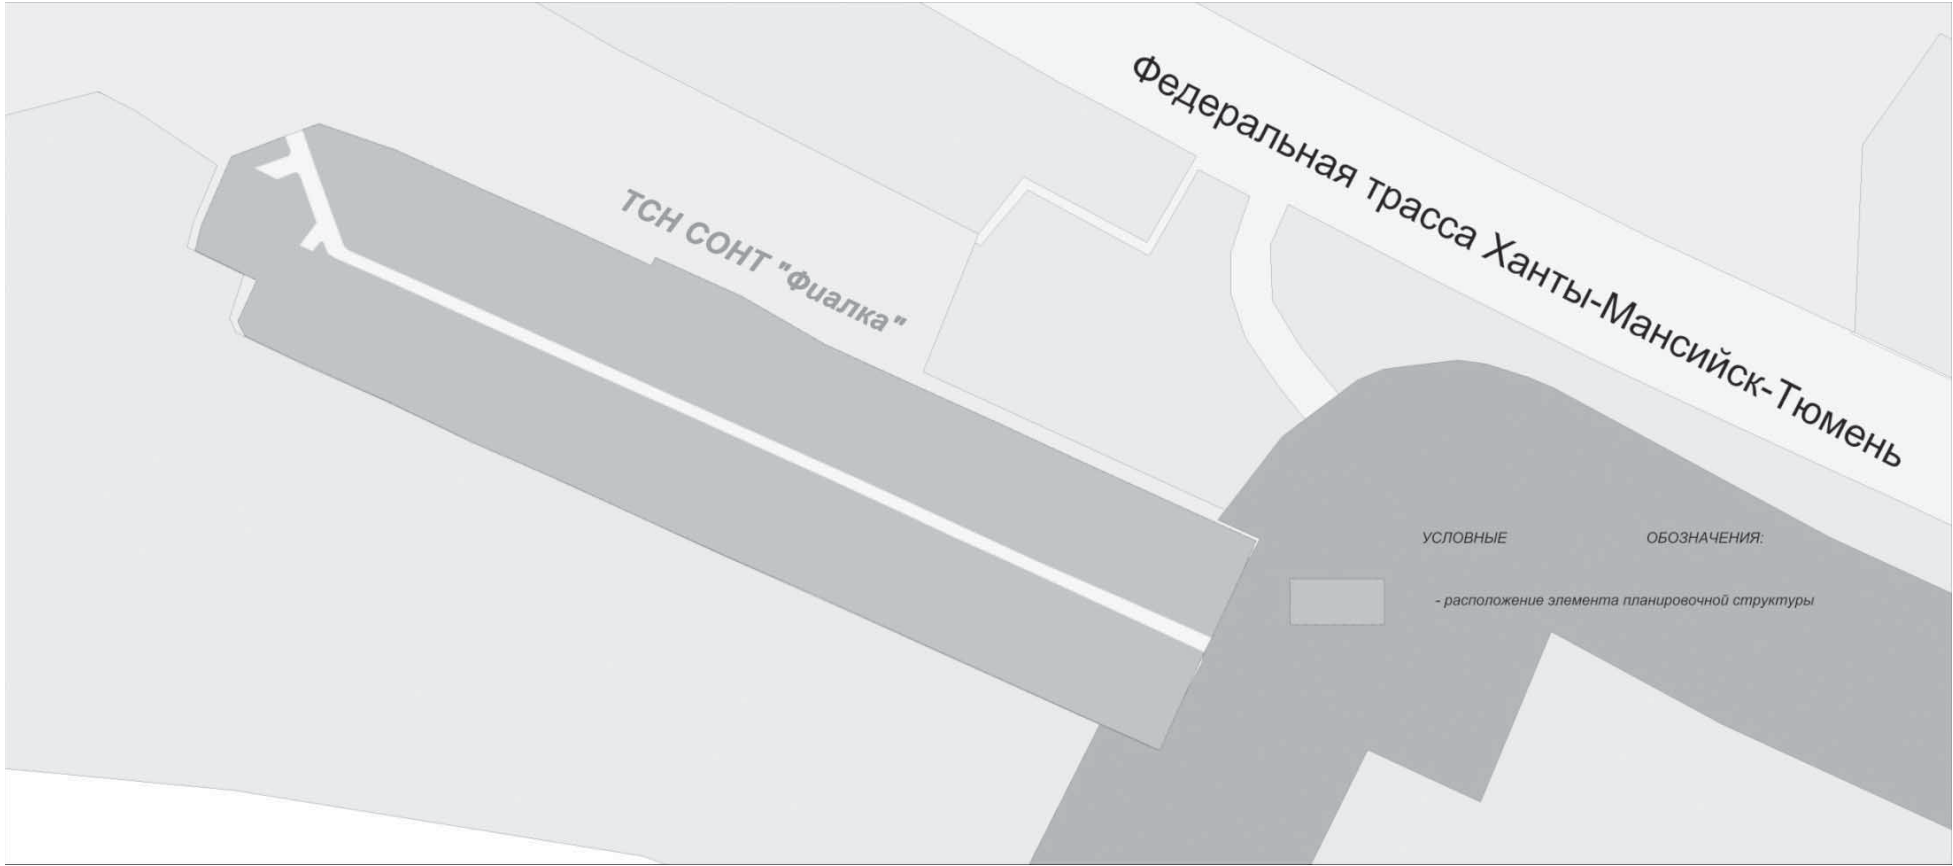 Федеральная трасса Ханты-Мансийск-Тюмень
ТСН СОНТ "Фиалка"
УСЛОВНЫЕ ОБОЗНАЧЕНИЯ:
- расположение элемента планировочной структуры